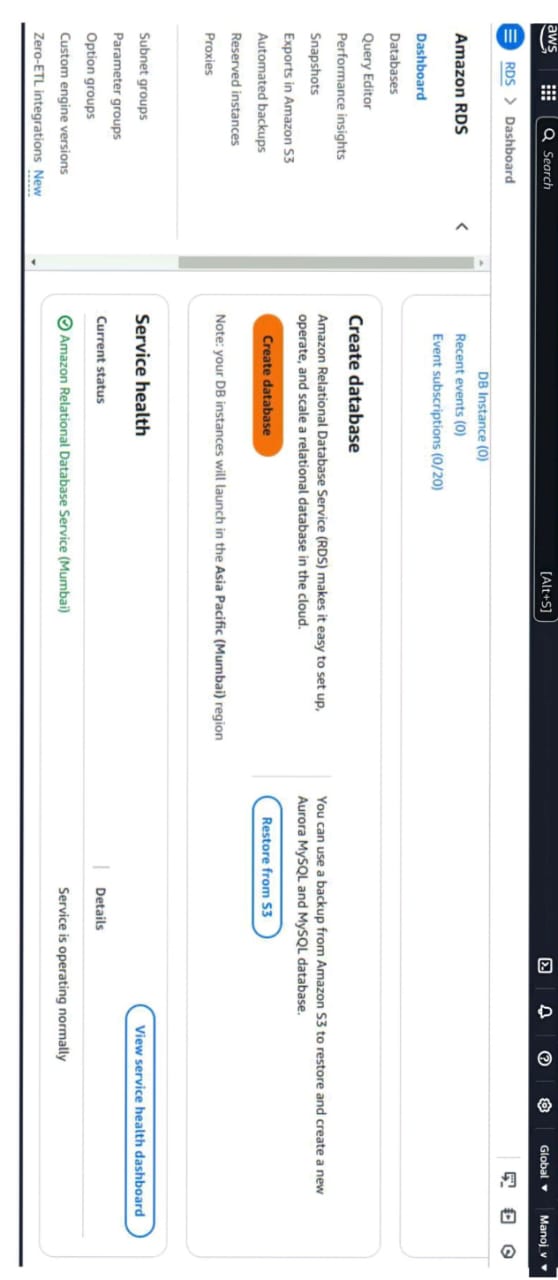 aws
Search
[Alt+S]
Global
Manoj_v
RDS > Dashboard
Amazon RDS
Dashboard
Databases
Query Editor
Performance insights
Snapshots
Exports in Amazon S3
Automated backups
Reserved instances
Proxies
Subnet groups
Parameter groups
Option groups
Custom engine versions
Zero-ETL integrations New
DB Instance (0)
Recent events (0)
Event subscriptions (0/20)
Create database
Amazon Relational Database Service (RDS) makes it easy to set up,
operate, and scale a relational database in the cloud.
Create database
You can use a backup from Amazon S3 to restore and create a new
Aurora MySQL and MySQL database.
Restore from S3
Note: your DB instances will launch in the Asia Pacific (Mumbai) region
Service health
View service health dashboard
Current status
Details
Amazon Relational Database Service (Mumbai)
Service is operating normally